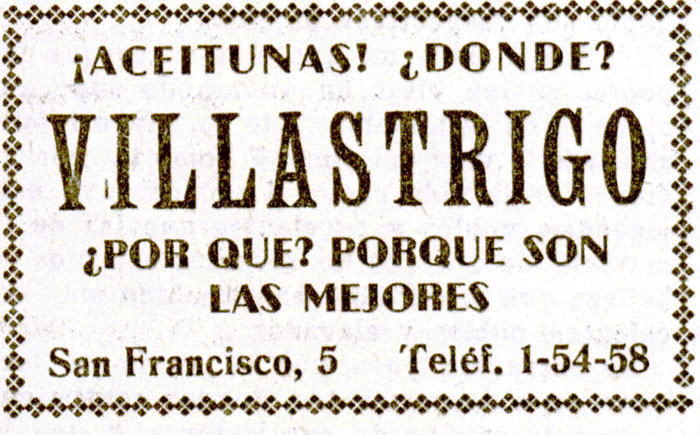 ¡ACEITUNAS! ¿DONDE?
VILLASTRIGO
¿POR QUE? PORQUE SON
LAS MEJORES
San Francisco, 5 Teléf. 1-54-58